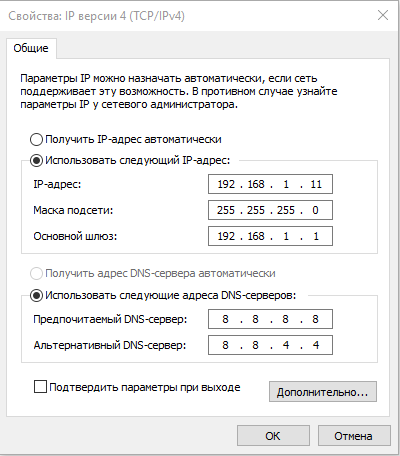 Свойства: IP версии 4 (TCP/IPv4)
Общие
Параметры IP можно назначать автоматически, если сеть
поддерживает эту возможность. В противном случае узнайте
параметры IP у сетевого администратора.
Получить IP-адрес автоматически
Использовать следующий IP-адрес:
IP-адрес: 192 . 168 . 1 . 11
Маска подсети: 255 . 255 . 255 . 0
Основной шлюз: 192 . 168 . 1 . 1
Получить адрес DNS-сервера автоматически
Использовать следующие адреса DNS-серверов:
Предпочитаемый DNS-сервер: 8 . 8 . 8 . 8
Альтернативный DNS-сервер: 8 . 8 . 4 . 4
Подтвердить параметры при выходе
Дополнительно...
ОК Отмена